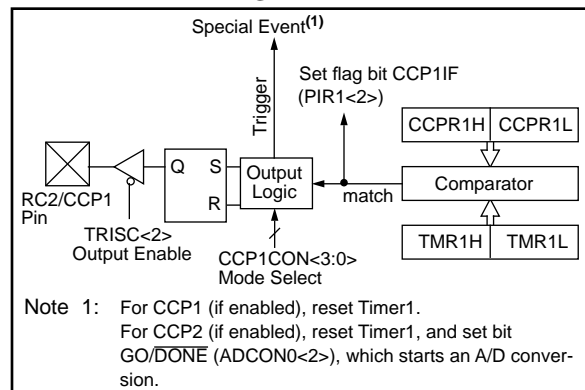 Special Event(1)
Trigger
Set flag bit CCP1IF
(PIR1<2>)
CCPR1H CCPR1L
Q S
R
Output
Logic
match
Comparator
RC2/CCP1
Pin
TRISC<2>
Output Enable
CCP1CON<3:0>
Mode Select
TMR1H TMR1L
Note 1: For CCP1 (if enabled), reset Timer1.
For CCP2 (if enabled), reset Timer1, and set bit
GO/DONE (ADCON0<2>), which starts an A/D conver-
sion.